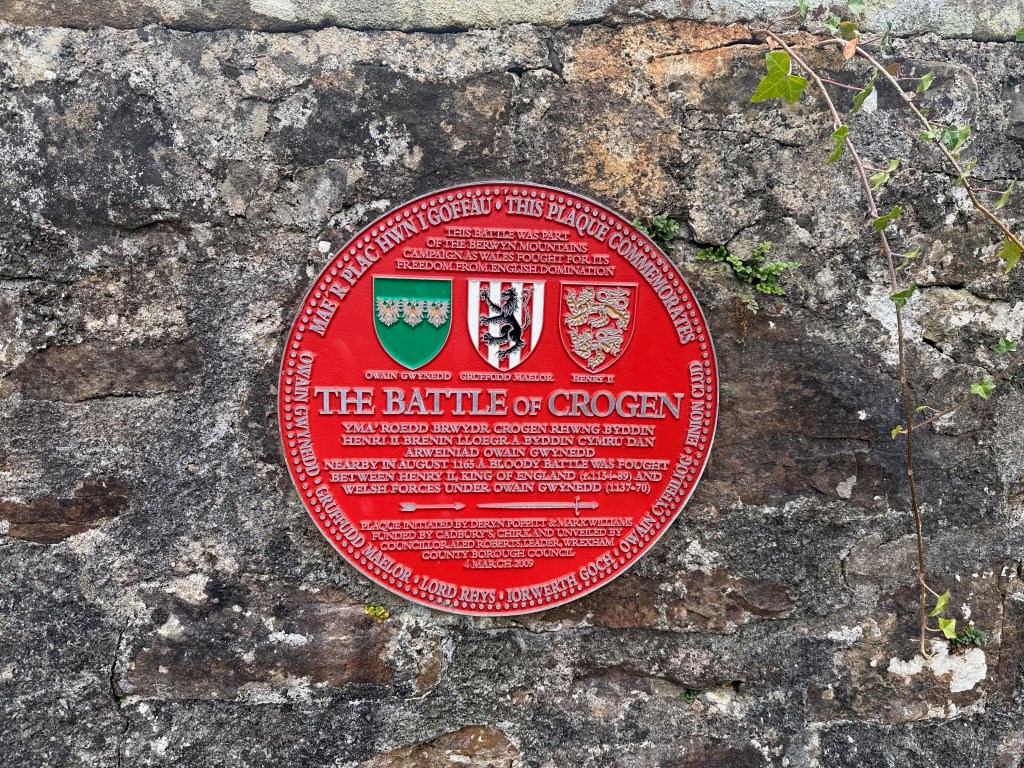 MAE'R PLAC HWN I GOFFAU • THIS PLAQUE COMMEMORATES
THIS BATTLE WAS PART
OF THE BERWYN MOUNTAINS
CAMPAIGN AS WALES FOUGHT FOR ITS
FREEDOM FROM ENGLISH DOMINATION
OWAIN GWYNEDD GRUFFUDD MAELOR HENRY II
THE BATTLE OF CROGEN
YMA' ROEDD BRWYDR CROGEN RHWNG BYDDIN
HENRI II BRENIN LLOEGR A BYDDIN CYMRU DAN
ARWEINIAD OWAIN GWYNEDD
NEARBY IN AUGUST 1165 A BLOODY BATTLE WAS FOUGHT
BETWEEN HENRY II, KING OF ENGLAND (r.1154-89) AND
WELSH FORCES UNDER OWAIN GWYNEDD (1137-70)
PLAQUE INITIATED BY DERYN POPPITT & MARK WILLIAMS
FUNDED BY CADBURY'S, CHIRK AND UNVEILED BY
COUNCILLOR ALED ROBERTS, LEADER, WREXHAM
COUNTY BOROUGH COUNCIL
4 MARCH 2009
OWAIN GWYNEDD • GRUFFUDD MAELOR • LORD RHYS • IORWERTH GOCH • OWAIN CYFEILIOG • EINION CLUD